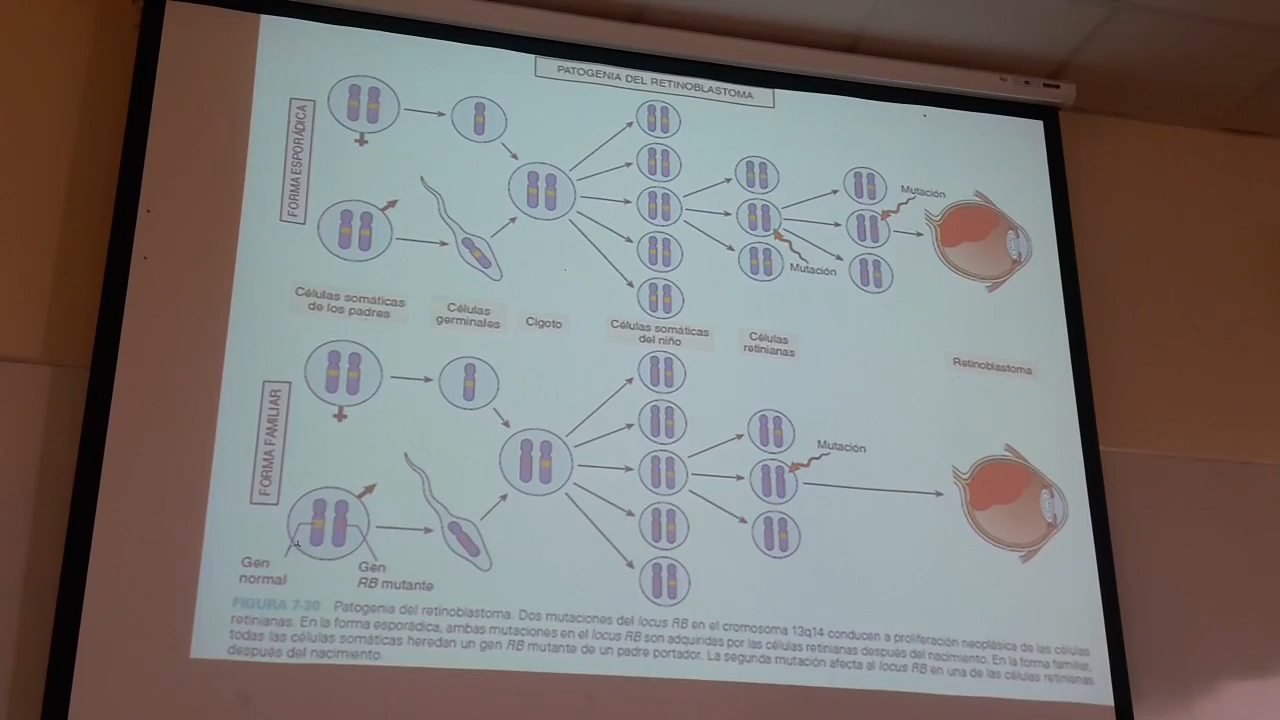 PATOGENIA DEL RETINOBLASTOMA
FORMA ESPORÁDICA
Mutación
Mutación
Células somáticas
de los padres
Células
germinales
Cigoto
Células somáticas
del niño
Células
retinianas
Retinoblastoma
FORMA FAMILIAR
Mutación
Gen
normal
Gen
RB mutante
FIGURA 7-30 Patogenia del retinoblastoma. Dos mutaciones del locus RB en el cromosoma 13q14 conducen a proliferación neoplásica de las células
retinianas. En la forma esporádica, ambas mutaciones en el locus RB son adquiridas por las células retinianas después del nacimiento. En la forma familiar,
todas las células somáticas heredan un gen RB mutante de un padre portador. La segunda mutación afecta al locus RB en una de las células retinianas
después del nacimiento.